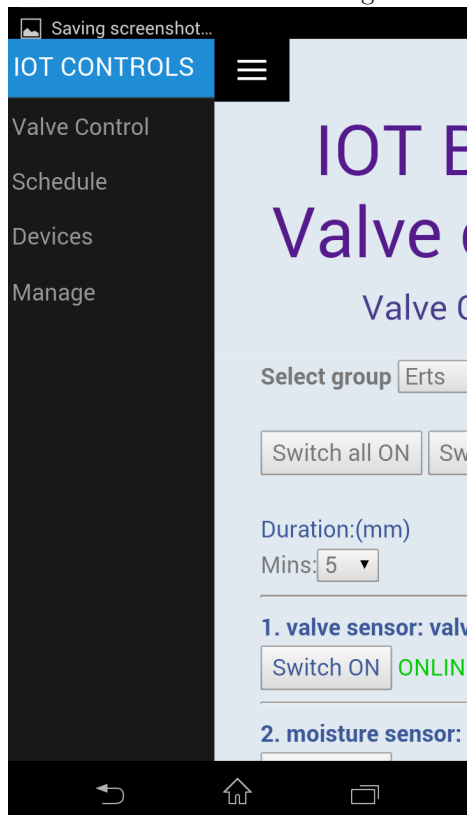 Saving screenshot...
IOT CONTROLS
Valve Control
Schedule
Devices
Manage
IOT
Valve
Valve
Select group Erts
Switch all ON
Duration:(mm)
Mins: 5
1. valve sensor:
Switch ON
2. moisture sensor: